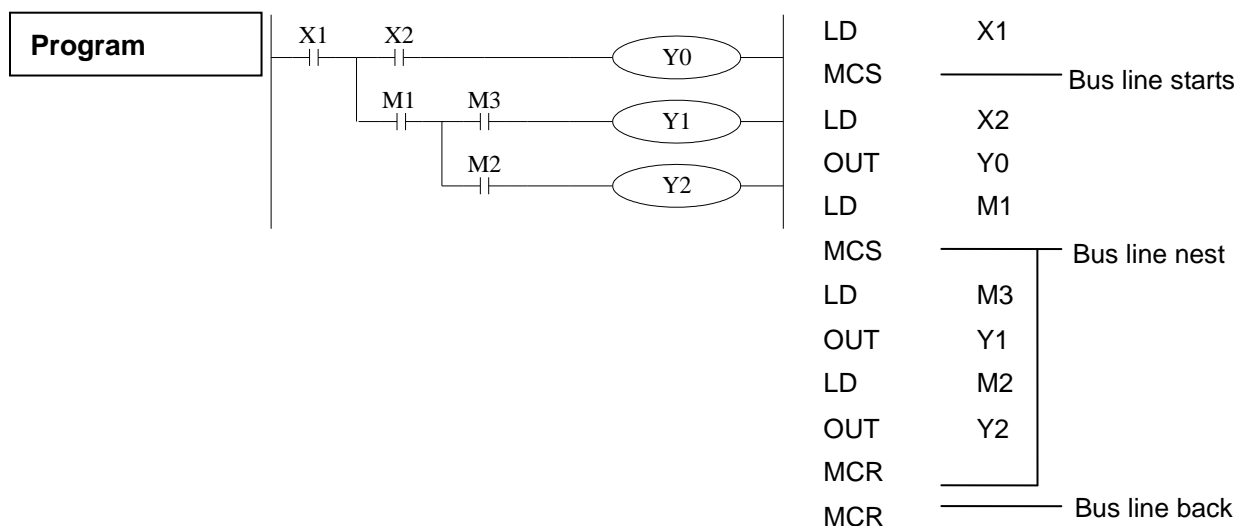 Program
X1 X2 Y0
M1 M3 Y1
M2 Y2
LD X1
MCS Bus line starts
LD X2
OUT Y0
LD M1
MCS Bus line nest
LD M3
OUT Y1
LD M2
OUT Y2
MCR
MCR Bus line back